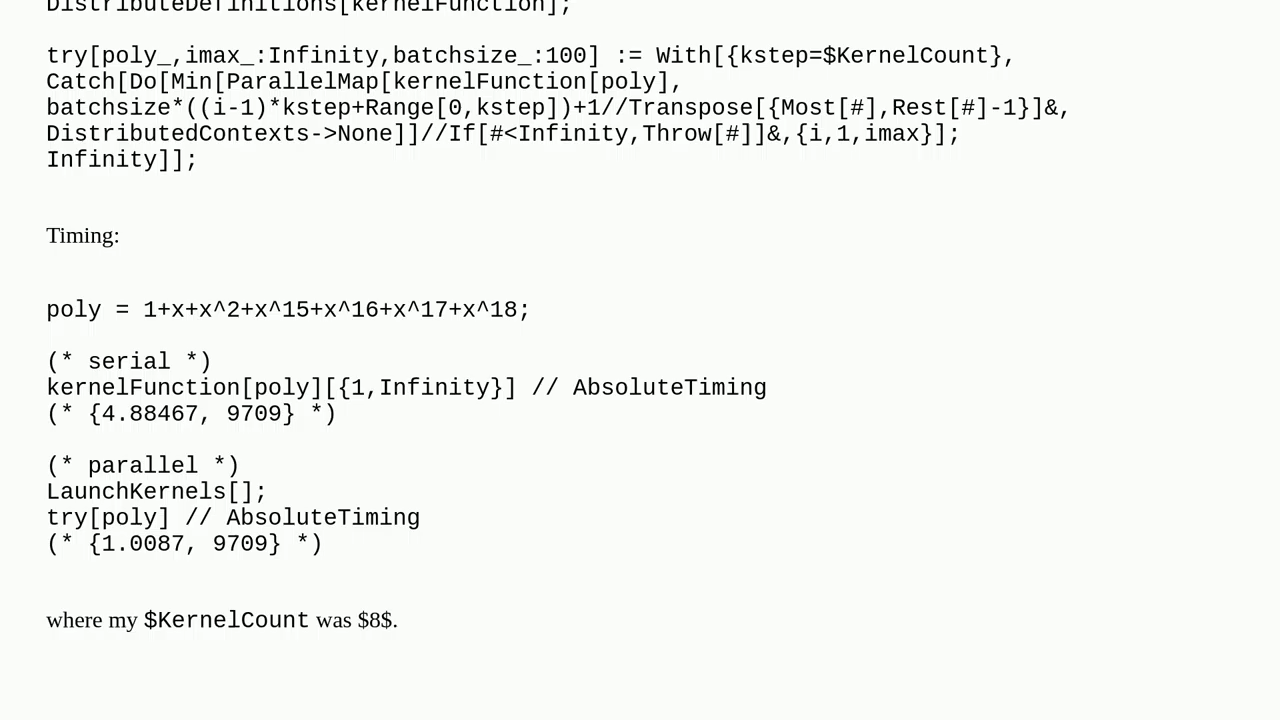 DistributeDefinitions[kernelFunction];
try[poly_,imax_:Infinity,batchsize_:100] := With[{kstep=$KernelCount},
Catch[Do[Min[ParallelMap[kernelFunction[poly],
batchsize*((i-1)*kstep+Range[0,kstep])+1//Transpose[{Most[#],Rest[#]-1}]&,
DistributedContexts->None]]//If[#<Infinity,Throw[#]]&,{i,1,imax}];
Infinity]];
Timing:
poly = 1+x+x^2+x^15+x^16+x^17+x^18;
(* serial *)
kernelFunction[poly][{1,Infinity}] // AbsoluteTiming
(* {4.88467, 9709} *)
(* parallel *)
LaunchKernels[];
try[poly] // AbsoluteTiming
(* {1.0087, 9709} *)
where my $KernelCount was $8$.